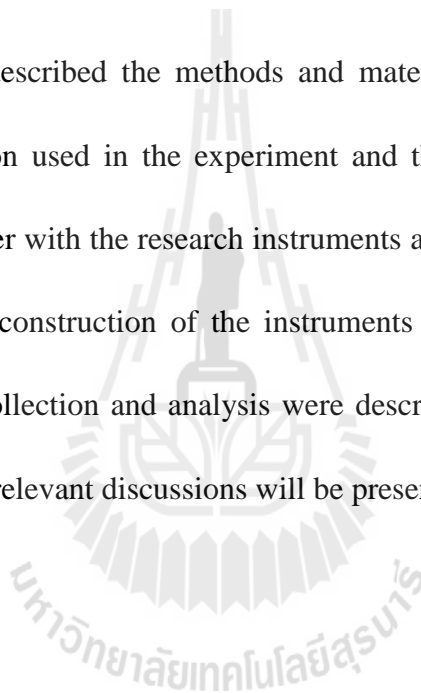 escribed the methods and mate
on used in the experiment and t
er with the research instruments a
construction of the instruments
ollection and analysis were descr
relevant discussions will be presen
มหาวิทยาลัยเทคโนโลยีสุรนารี